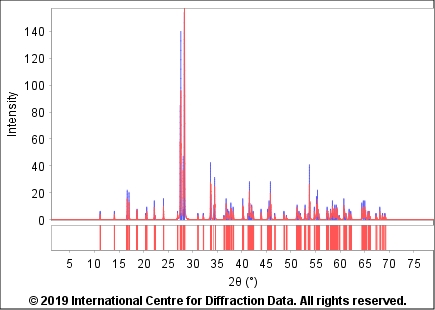 140
120
100
80
60
40
20
0
Intensity
5 10 15 20 25 30 35 40 45 50 55 60 65 70 75
2θ (°)
© 2019 International Centre for Diffraction Data. All rights reserved.